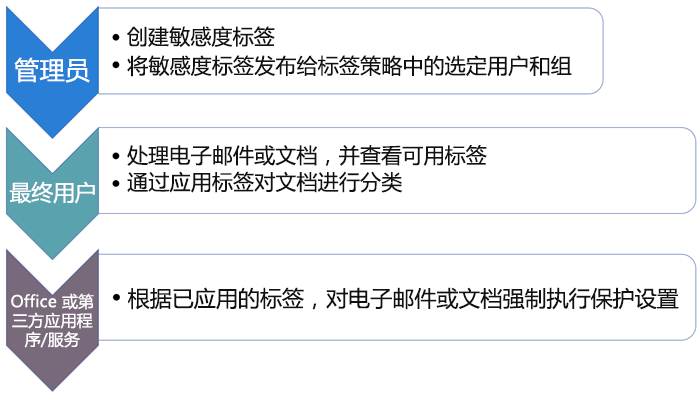 管理员
• 创建敏感度标签
• 将敏感度标签发布给标签策略中的选定用户和组
最终用户
• 处理电子邮件或文档，并查看可用标签
• 通过应用标签对文档进行分类
Office 或第
三方应用程
序/服务
• 根据已应用的标签，对电子邮件或文档强制执行保护设置